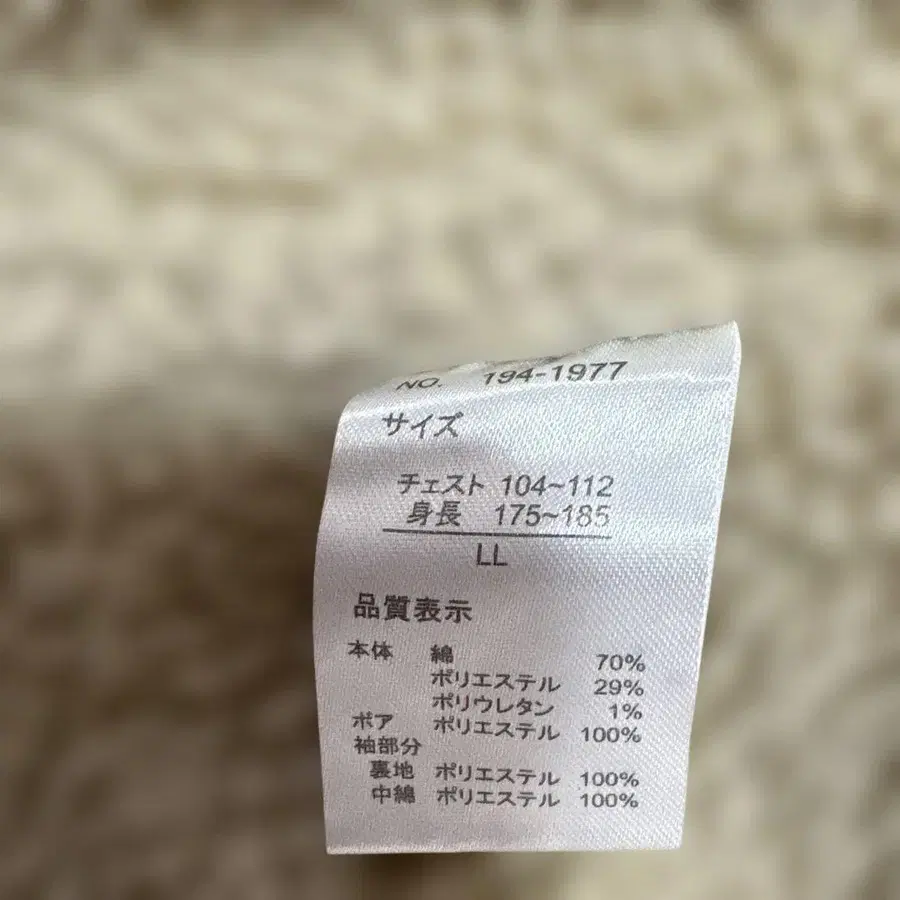 NO. 194-1977
サイズ
チェスト 104~112
身長 175~185
LL
品質表示
本体 綿 70%
ポリエステル 29%
ポリウレタン 1%
ボア ポリエステル 100%
袖部分
裏地 ポリエステル 100%
中綿 ポリエステル 100%